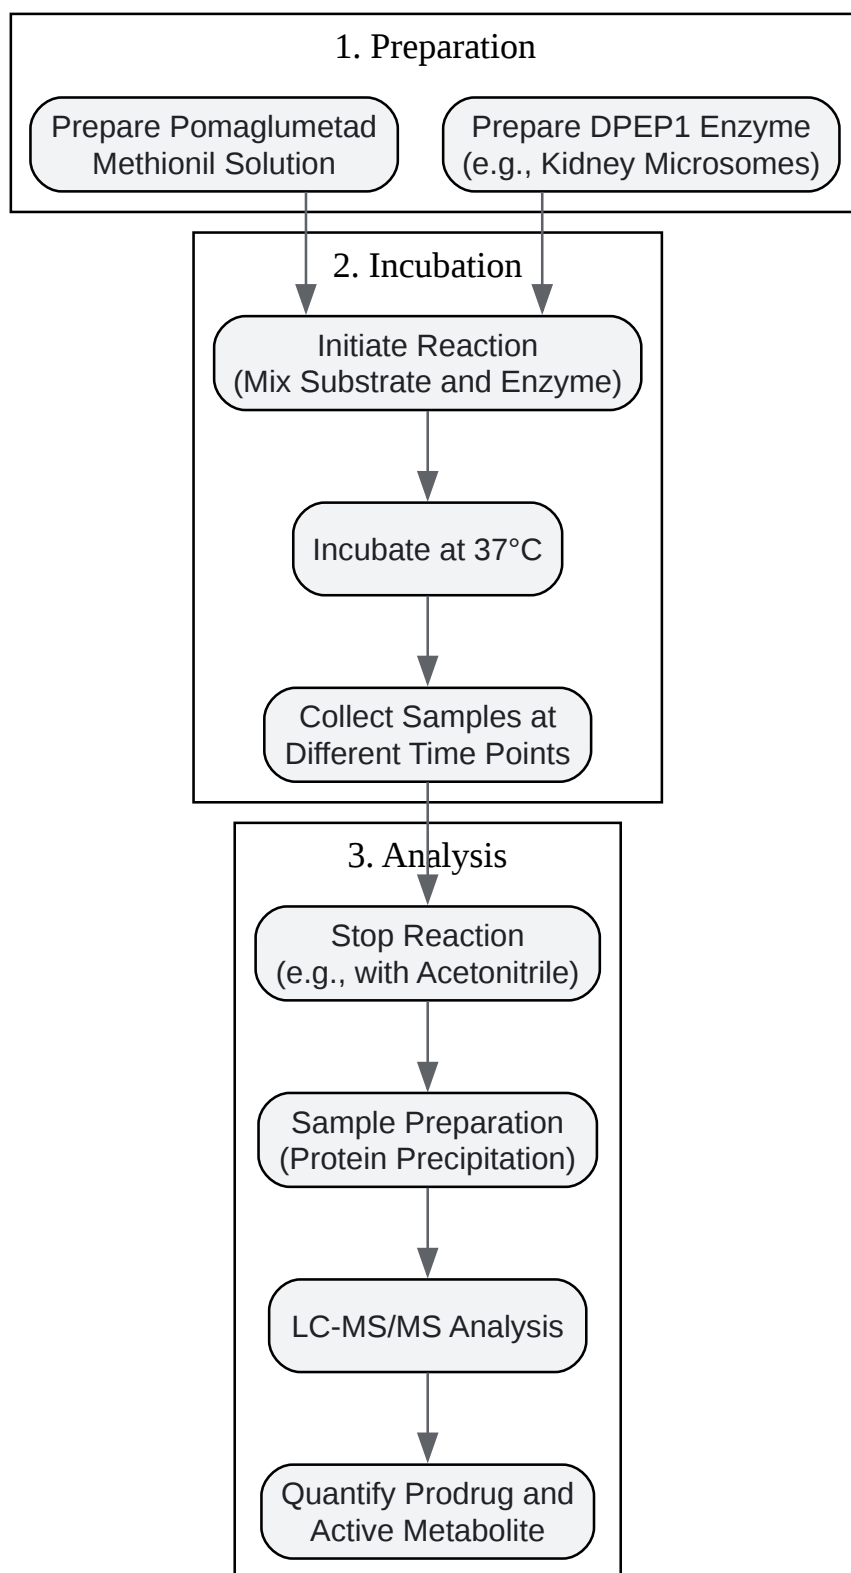 1. Preparation
Prepare Pomaglumetad
Methionil Solution
Prepare DPEP1 Enzyme
(e.g., Kidney Microsomes)
2. Incubation
Initiate Reaction
(Mix Substrate and Enzyme)
Incubate at 37°C
Collect Samples at
Different Time Points
3. Analysis
Stop Reaction
(e.g., with Acetonitrile)
Sample Preparation
(Protein Precipitation)
LC-MS/MS Analysis
Quantify Prodrug and
Active Metabolite